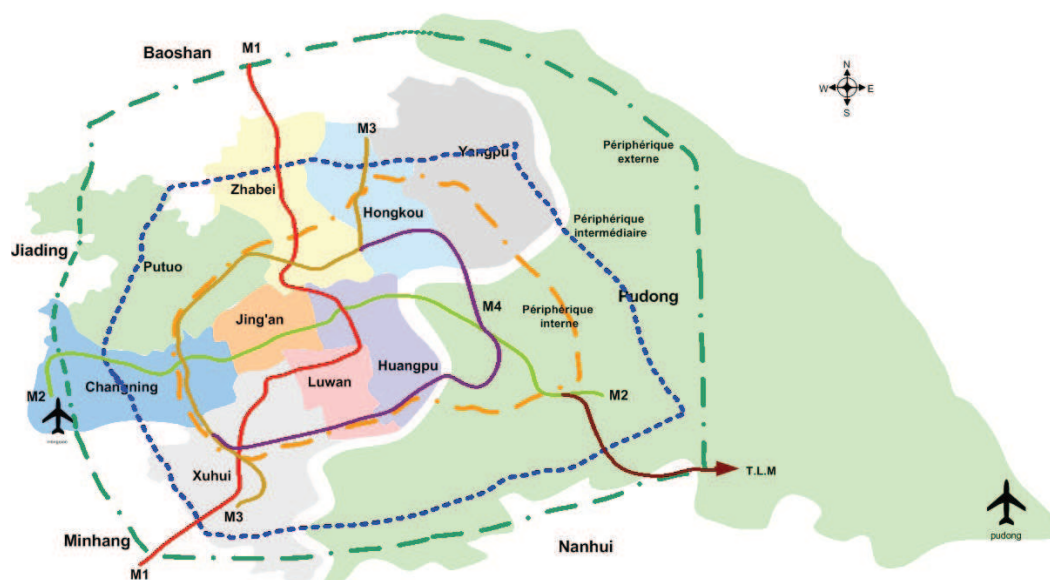 Baoshan
M1
N
W E
S
M3
Yangpu
Périphérique
externe
Zhabei
Hongkou
Périphérique
intermédiaire
Jiading
Putuo
Pudong
M4
Périphérique
interne
Jing'an
Huangpu
Changning
Luwan
M2
M2
Xuhui
T.L.M
M3
Minhang
Nanhui
pudong
M1